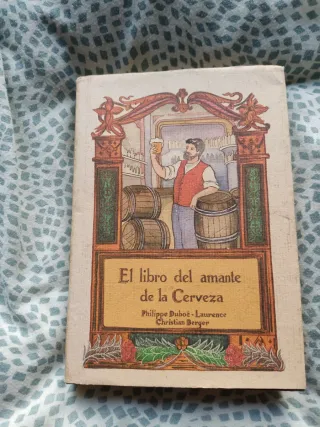 El libro del amante
de la Cerveza
Philippe Duboë - Laurence
Christian Berger